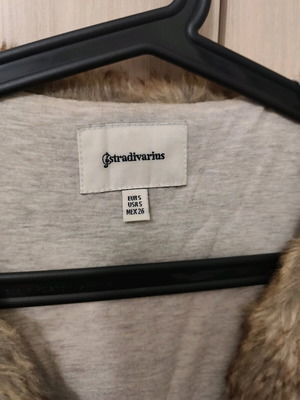 stradivarius
EUR S
USA S
MEX 26